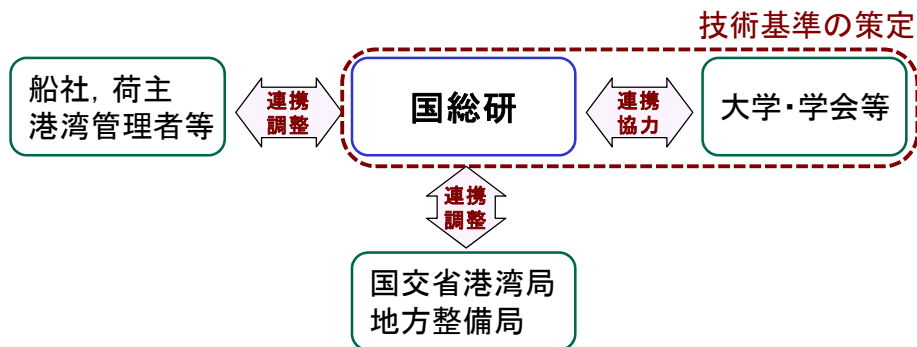 技術基準の策定
船社，荷主
港湾管理者等
連携
調整
国総研
連携
協力
大学・学会等
連携
調整
国交省港湾局
地方整備局